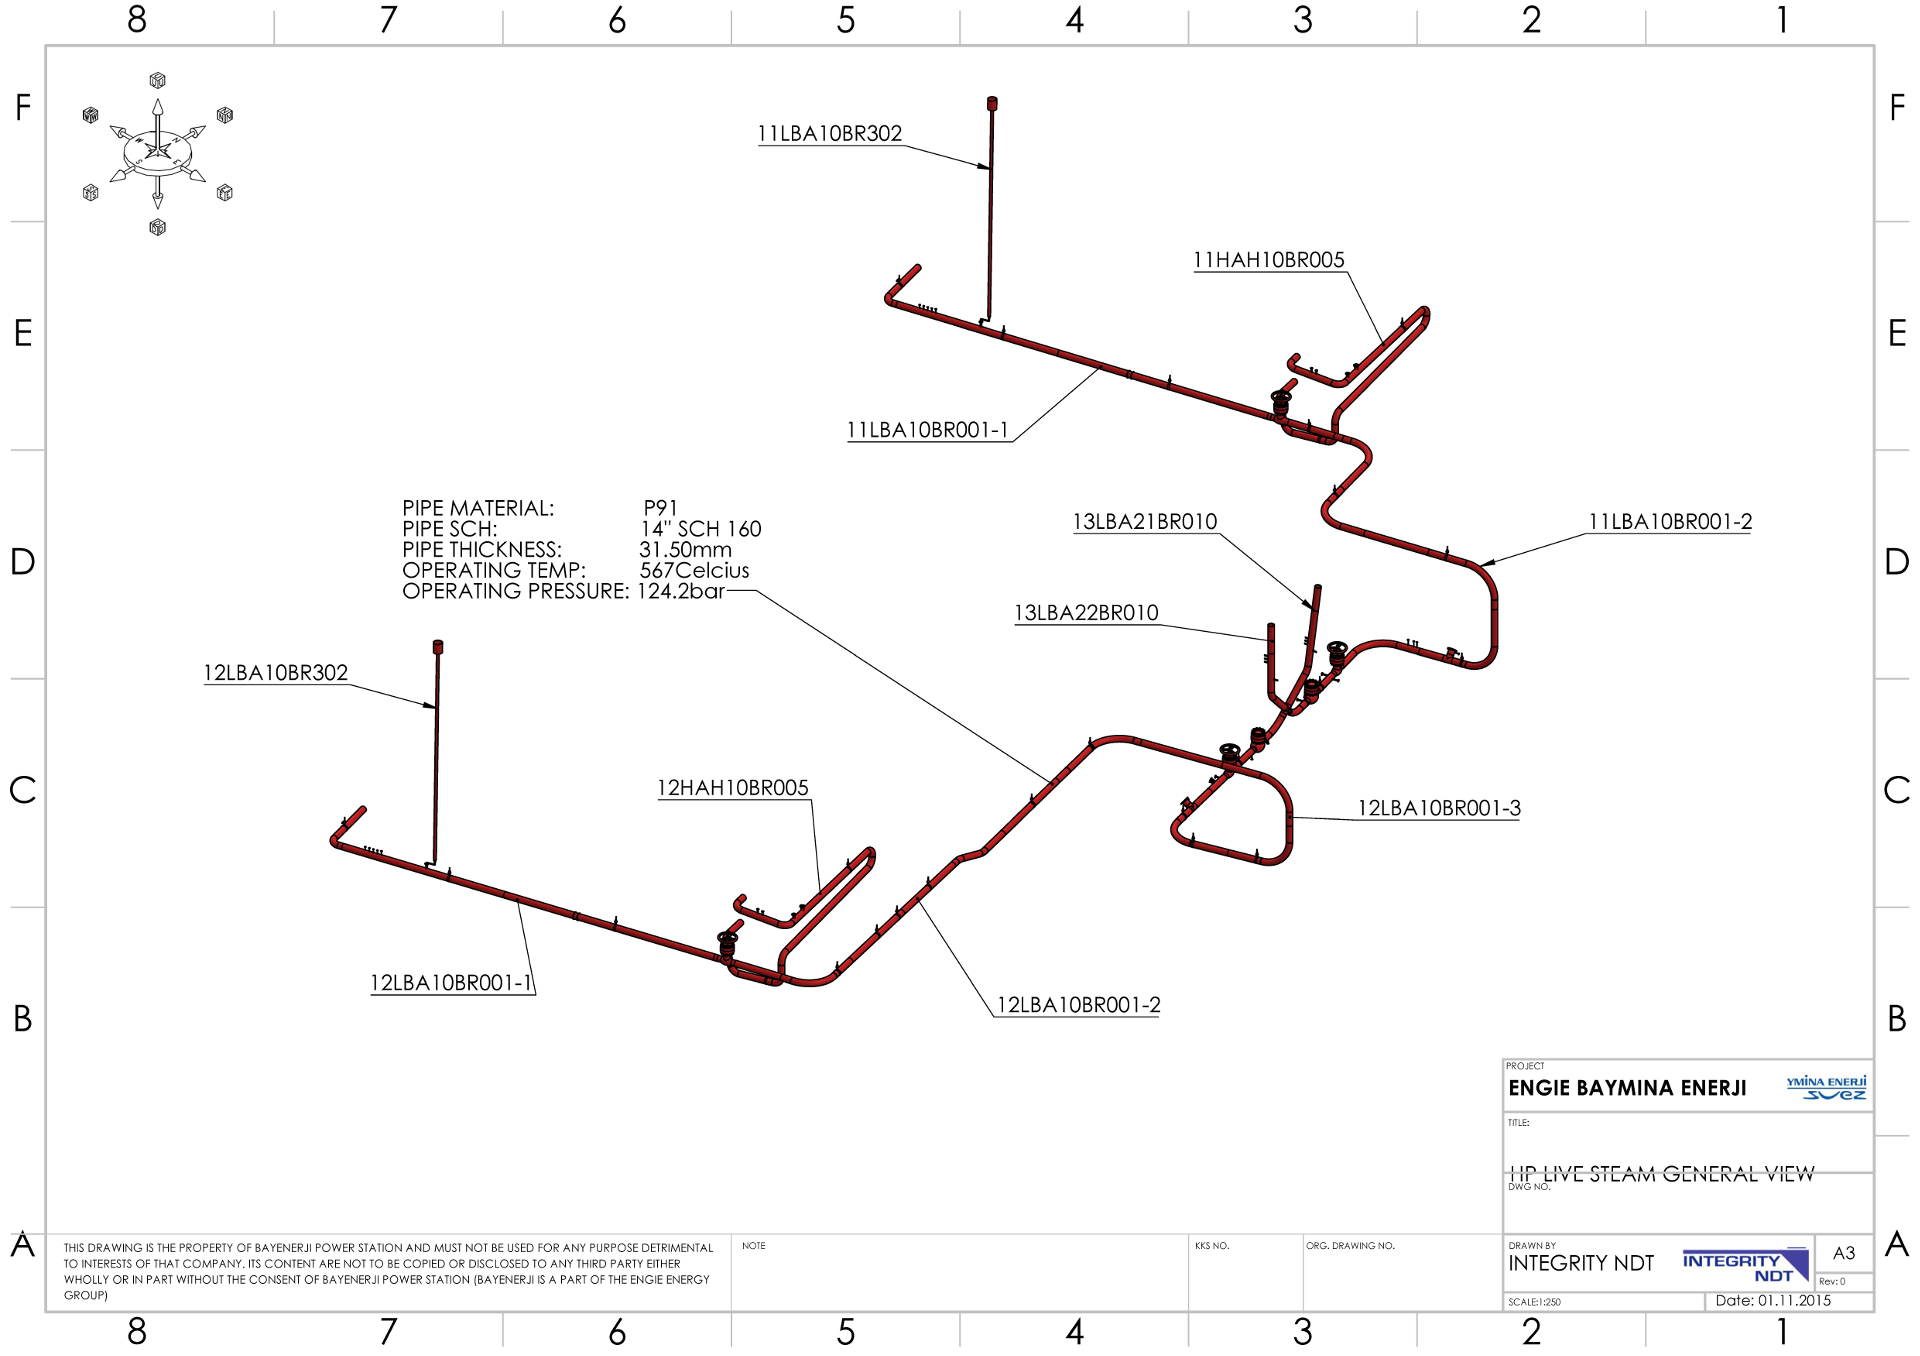 8 7 6 5 4 3 2 1
F F
11LBA10BR302
11HAH10BR005
E E
11LBA10BR001-1
PIPE MATERIAL: P91
PIPE SCH: 14" SCH 160
PIPE THICKNESS: 31.50mm
OPERATING TEMP: 567Celcius
OPERATING PRESSURE: 124.2bar
13LBA21BR010
11LBA10BR001-2
D D
13LBA22BR010
12LBA10BR302
12HAH10BR005
C C
12LBA10BR001-3
12LBA10BR001-1
12LBA10BR001-2
B B
PROJECT
ENGIE BAYMINA ENERJI
YMİNA ENERJİ
SUEZ
TITLE:
HP LIVE STEAM GENERAL VIEW
DWG NO.
A A
THIS DRAWING IS THE PROPERTY OF BAYENERJI POWER STATION AND MUST NOT BE USED FOR ANY PURPOSE DETRIMENTAL
TO INTERESTS OF THAT COMPANY. ITS CONTENT ARE NOT TO BE COPIED OR DISCLOSED TO ANY THIRD PARTY EITHER
WHOLLY OR IN PART WITHOUT THE CONSENT OF BAYENERJI POWER STATION (BAYENERJI IS A PART OF THE ENGIE ENERGY
GROUP)
NOTE
KKS NO.
ORG. DRAWING NO.
DRAWN BY
INTEGRITY NDT
INTEGRITY
NDT
A3
Rev: 0
SCALE:1:250
Date: 01.11.2015
8 7 6 5 4 3 2 1